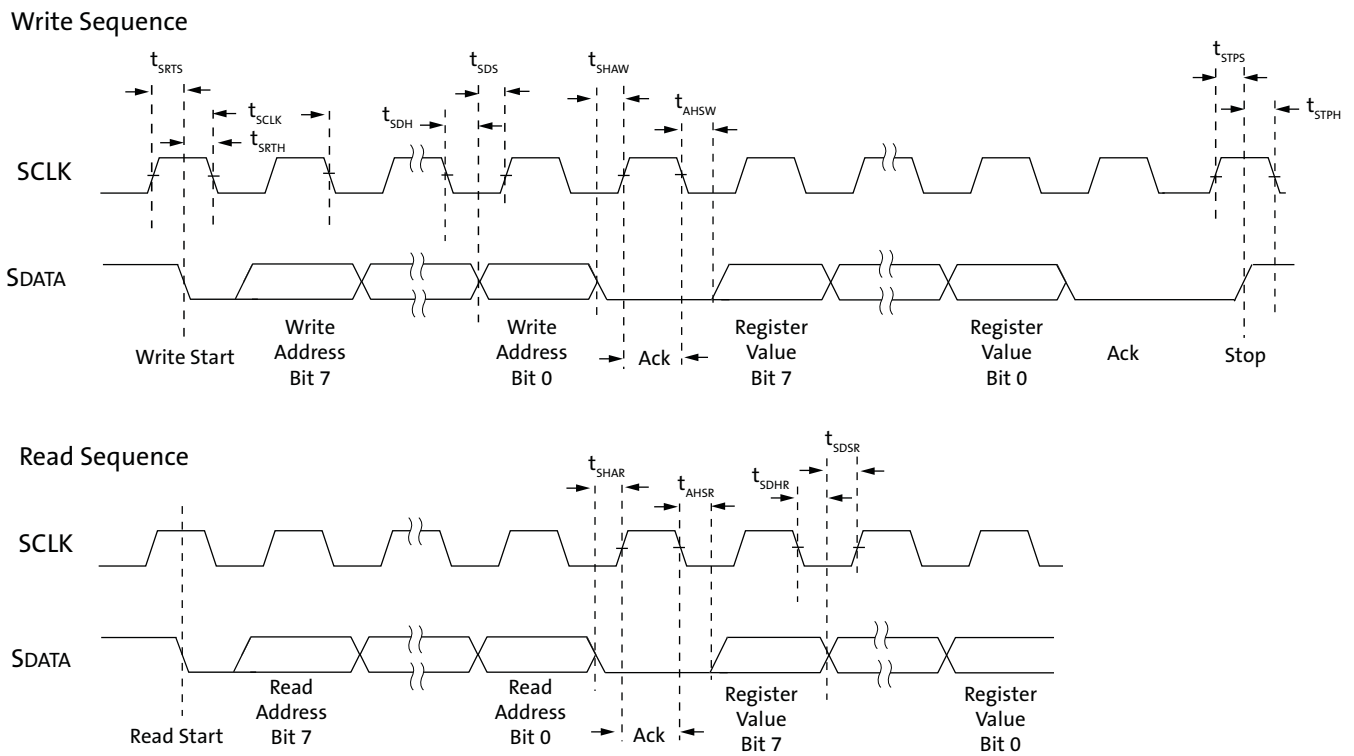 Write Sequence
tSRTS
tSCLK
tSRTH
tSDH
tSDS
tSHAW
tAHSW
tSTPS
tSTPH
SCLK
SDATA
Write Start
Write
Address
Bit 7
Write
Address
Bit 0
Ack
Register
Value
Bit 7
Register
Value
Bit 0
Ack
Stop
Read Sequence
tSHAR
tAHSR
tSDHR
tSDSR
SCLK
SDATA
Read Start
Read
Address
Bit 7
Read
Address
Bit 0
Ack
Register
Value
Bit 7
Register
Value
Bit 0